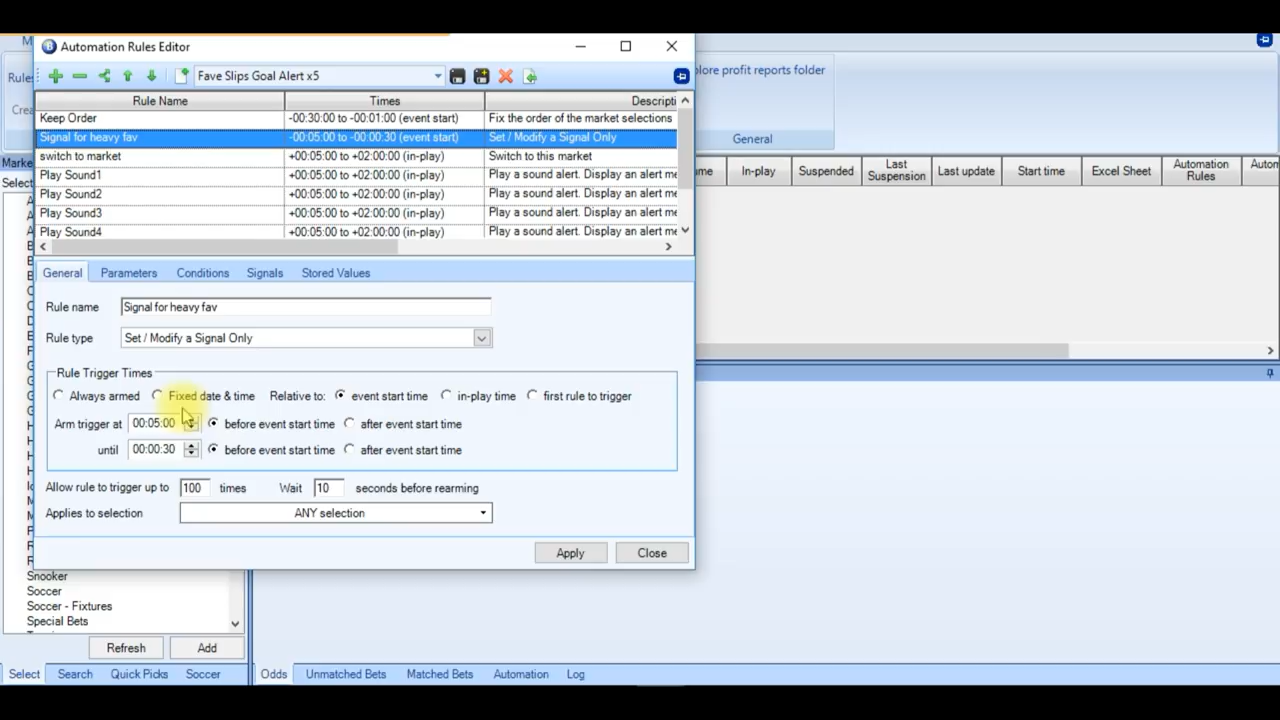 M
Automation Rules Editor
Rules
Fave Slips Goal Alert x5
lore profit reports folder
Crea
Rule Name Times Descripti
Keep Order -00:30:00 to -00:01:00 (event start) Fix the order of the market selections
General
Signal for heavy fav -00:05:00 to -00:00:30 (event start) Set / Modify a Signal Only
Marke
switch to market +00:05:00 to +02:00:00 (in-play) Switch to this market
Play Sound1 +00:05:00 to +02:00:00 (in-play) Play a sound alert. Display an alert me
Play Sound2 +00:05:00 to +02:00:00 (in-play) Play a sound alert. Display an alert me
Play Sound3 +00:05:00 to +02:00:00 (in-play) Play a sound alert. Display an alert me
Play Sound4 +00:05:00 to +02:00:00 (in-play) Play a sound alert. Display an alert me
me In-play Suspended Last Suspension Last update Start time Excel Sheet Automation Rules Autom
Select
General Parameters Conditions Signals Stored Values
Rule name Signal for heavy fav
Rule type Set / Modify a Signal Only
Rule Trigger Times
Always armed Fixed date & time Relative to: event start time in-play time first rule to trigger
Arm trigger at 00:05:00 before event start time after event start time
until 00:00:30 before event start time after event start time
Allow rule to trigger up to 100 times Wait 10 seconds before rearming
Applies to selection ANY selection
Apply Close
Snooker
Soccer
Soccer - Fixtures
Special Bets
Refresh Add
Select Search Quick Picks Soccer Odds Unmatched Bets Matched Bets Automation Log